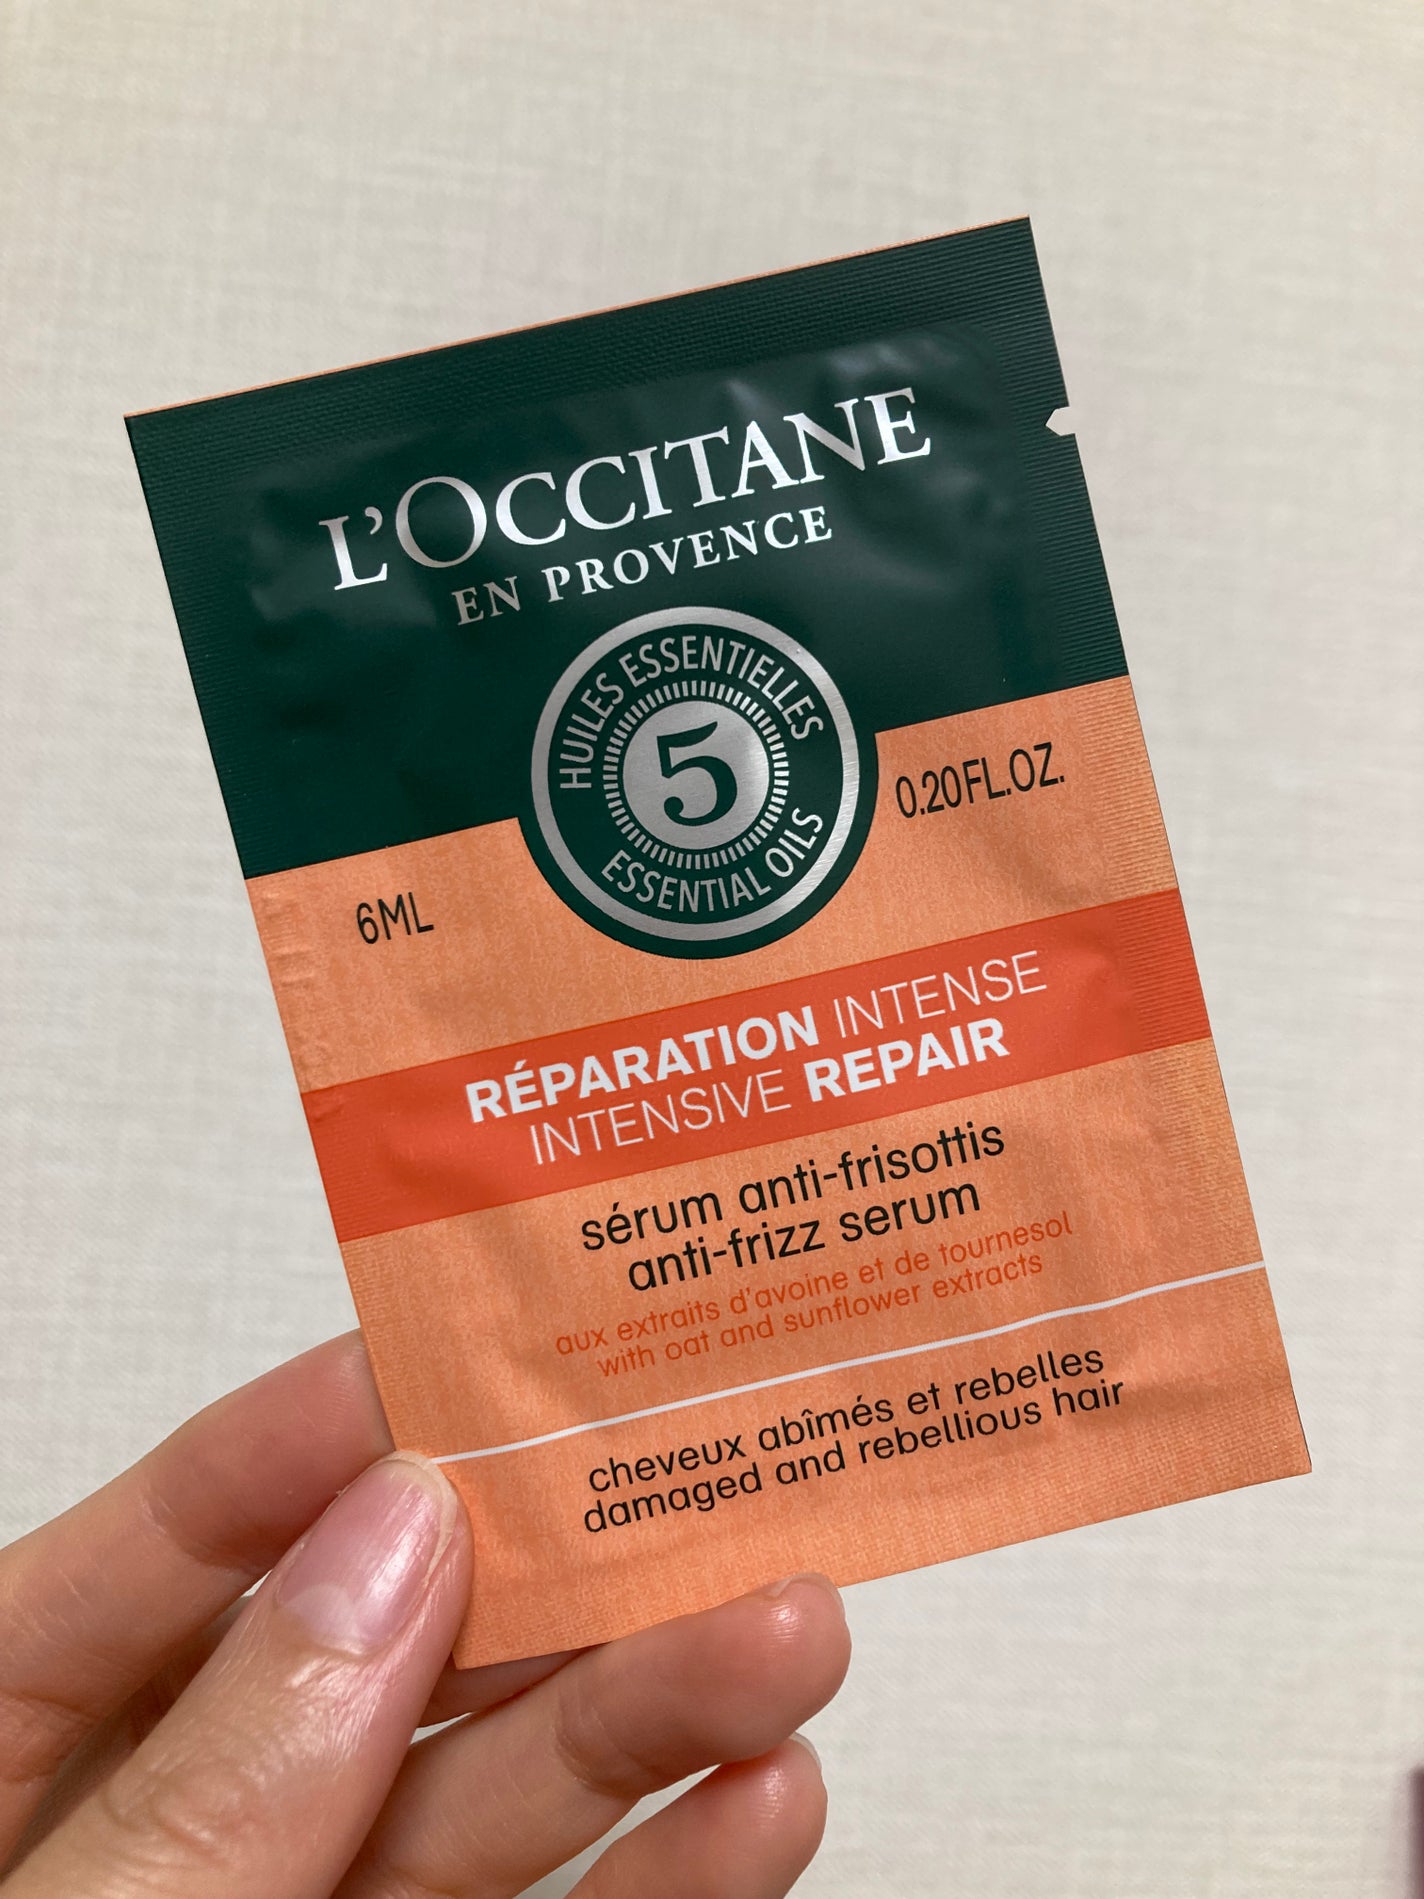 L'OCCITANE
EN PROVENCE
HUILES ESSENTIELLES
5
ESSENTIAL OILS
6ML
0.20FL.OZ.
RÉPARATION INTENSE
INTENSIVE REPAIR
sérum anti-frisottis
anti-frizz serum
aux extraits d'avoine et de tournesol
with oat and sunflower extracts
cheveux abîmés et rebelles
damaged and rebellious hair